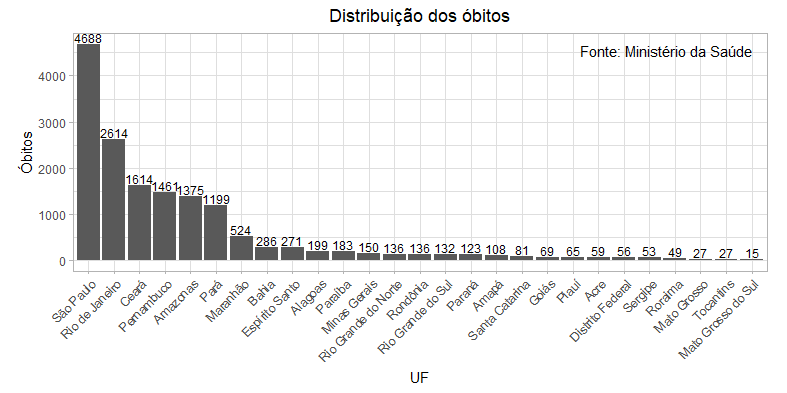 Distribuição dos óbitos
Fonte: Ministério da Saúde
Óbitos
4000
3000
2000
1000
0
4688
2614
1614
1461
1375
1199
524
286
271
199
183
150
136
136
132
123
108
81
69
65
59
56
53
49
27
27
15
São Paulo
Rio de Janeiro
Ceará
Pernambuco
Amazonas
Pará
Maranhão
Bahia
Espírito Santo
Alagoas
Paraíba
Minas Gerais
Rio Grande do Norte
Rondônia
Rio Grande do Sul
Paraná
Amapá
Santa Catarina
Goiás
Piauí
Acre
Distrito Federal
Sergipe
Roraima
Mato Grosso
Tocantins
Mato Grosso do Sul
UF